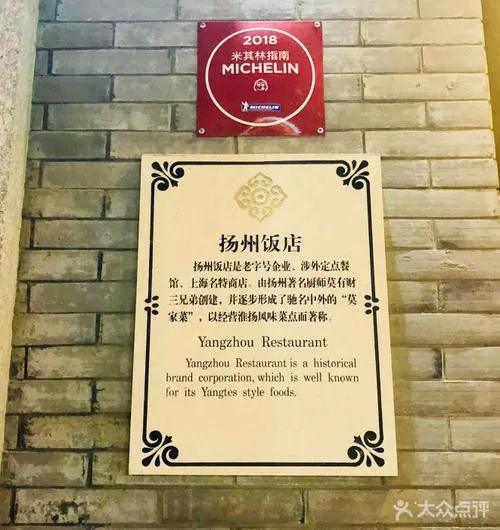 2018
米其林指南
MICHELIN
MICHELIN
扬州饭店
扬州饭店是老字号企业、涉外定点餐
馆、上海名特商店。由扬州著名厨师莫有财
三兄弟创建，并逐步形成了驰名中外的“莫
家菜”，以经营淮扬风味菜点而著称。
Yangzhou Restaurant
Yangzhou Restaurant is a historical
brand corporation, which is well known
for its Yangtes style foods.
大众点评